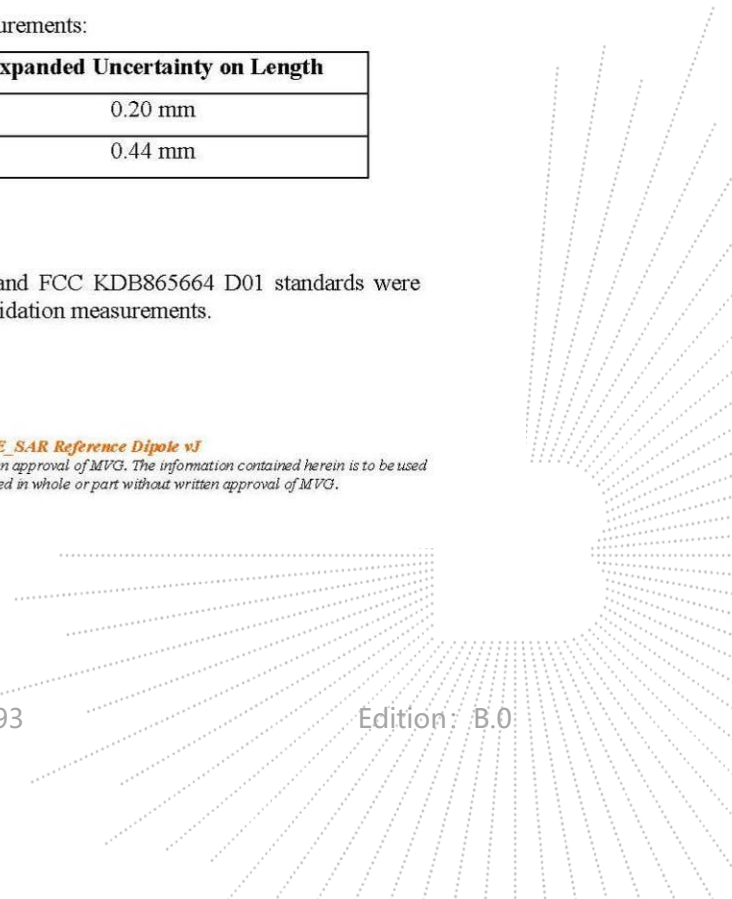 urements:
xpanded Uncertainty on Length
0.20 mm
0.44 mm
and FCC KDB865664 D01 standards were
idation measurements.
E_SAR Reference Dipole vJ
n approval of MVG. The information contained herein is to be used
ed in whole or part without written approval of MVG.
93
Edition: B.0